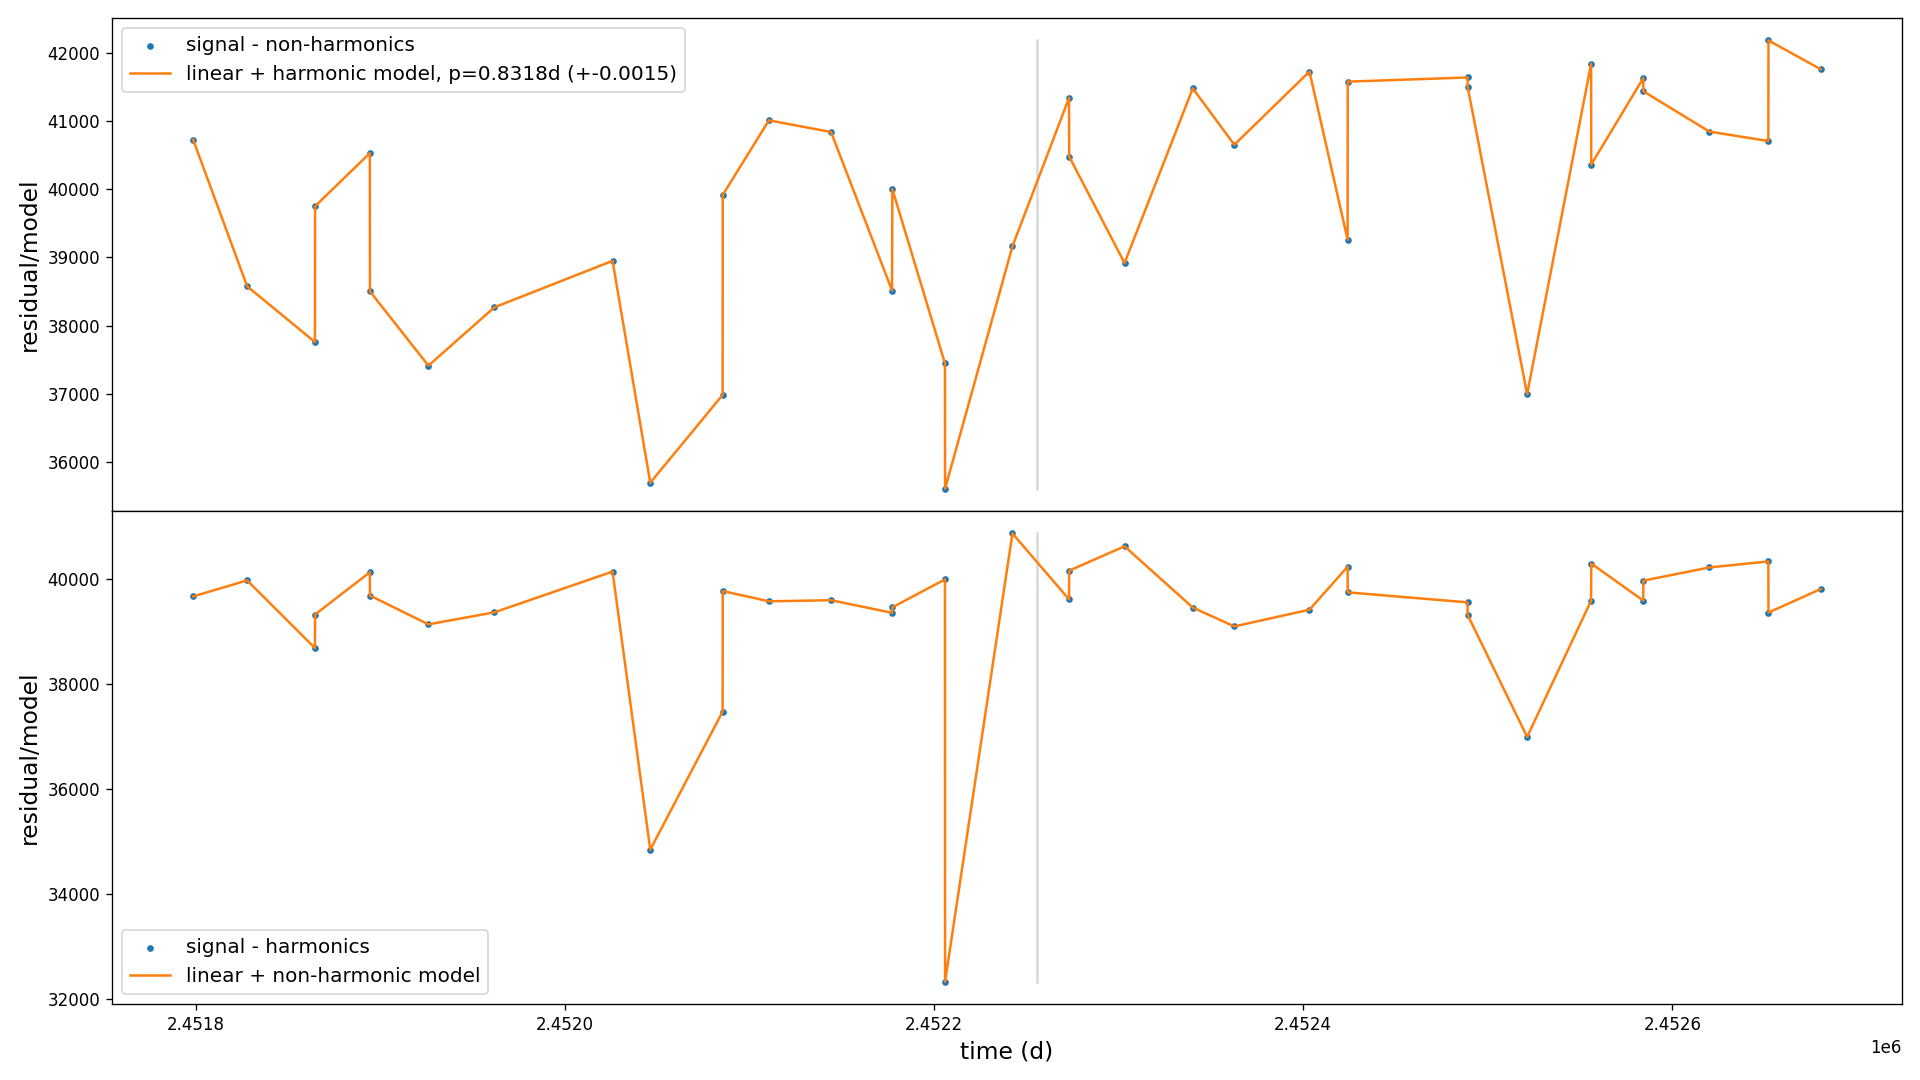 signal - non-harmonics
linear + harmonic model, p=0.8318d (+-0.0015)
42000
41000
40000
39000
38000
37000
36000
residual/model
40000
38000
36000
34000
32000
residual/model
signal - harmonics
linear + non-harmonic model
2.4518
2.4520
2.4522
2.4524
2.4526
1e6
time (d)